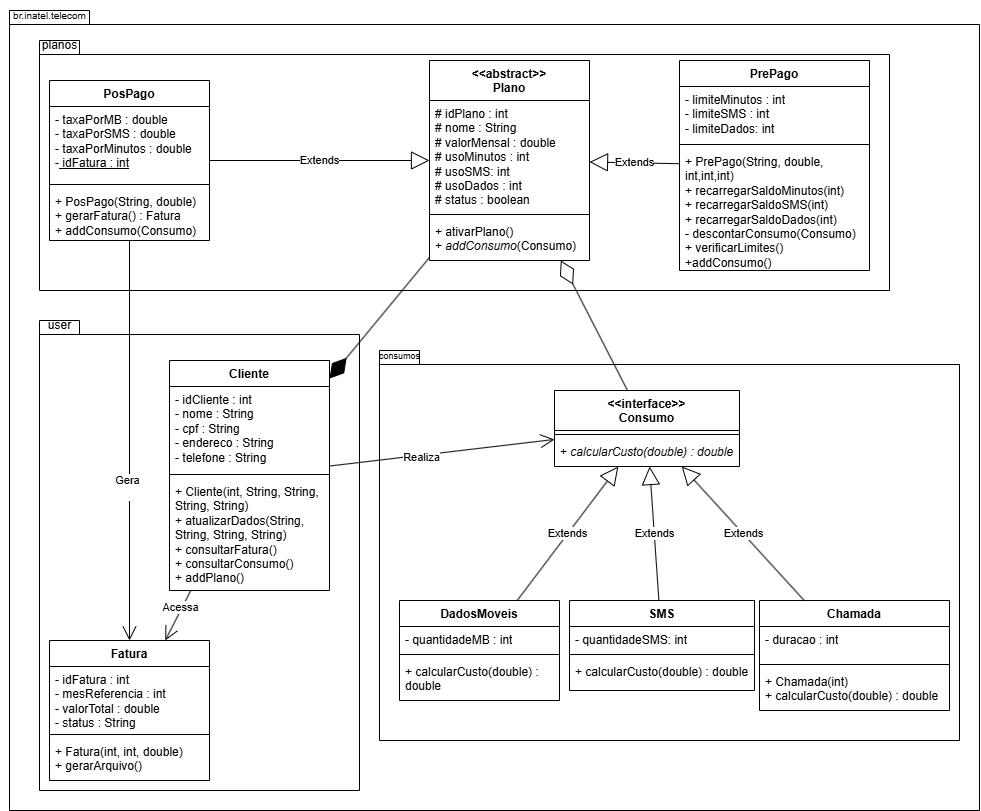 br.inatel.telecom
planos
PosPago
- taxaPorMB : double
- taxaPorSMS : double
- taxaPorMinutos : double
- idFatura : int
+ PosPago(String, double)
+ gerarFatura() : Fatura
+ addConsumo(Consumo)
Extends
<<abstract>>
Plano
# idPlano : int
# nome : String
# valorMensal : double
# usoMinutos : int
# usoSMS: int
# usoDados : int
# status : boolean
+ ativarPlano()
+ addConsumo(Consumo)
Extends
PrePago
- limiteMinutos : int
- limiteSMS : int
- limiteDados: int
+ PrePago(String, double,
int,int,int)
+ recarregarSaldoMinutos(int)
+ recarregarSaldoSMS(int)
+ recarregarSaldoDados(int)
- descontarConsumo(Consumo)
+ verificarLimites()
+addConsumo()
user
Cliente
- idCliente : int
- nome : String
- cpf : String
- endereco : String
- telefone : String
+ Cliente(int, String, String,
String, String)
+ atualizarDados(String,
String, String, String)
+ consultarFatura()
+ consultarConsumo()
+ addPlano()
Gera
Acessa
Realiza
Fatura
- idFatura : int
- mesReferencia : int
- valorTotal : double
- status : String
+ Fatura(int, int, double)
+ gerarArquivo()
consumos
<<interface>>
Consumo
+ calcularCusto(double) : double
Extends
Extends
Extends
DadosMoveis
- quantidadeMB : int
+ calcularCusto(double) :
double
SMS
- quantidadeSMS: int
+ calcularCusto(double) : double
Chamada
- duracao : int
+ Chamada(int)
+ calcularCusto(double) : double